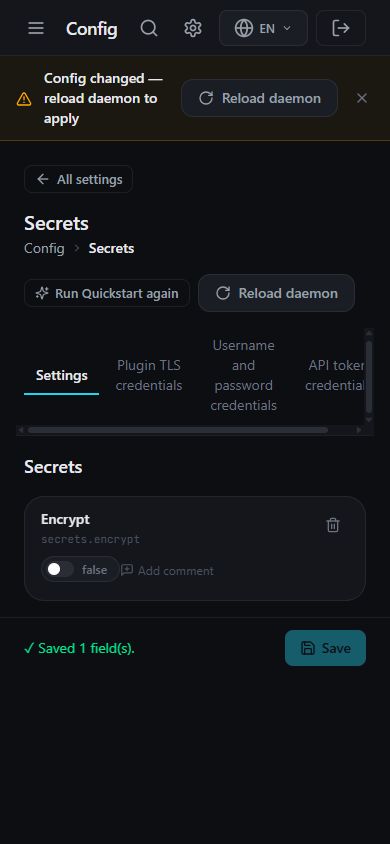 Config
EN
Config changed —
reload daemon to
apply
Reload daemon
All settings
Secrets
Config > Secrets
Run Quickstart again
Reload daemon
Settings
Plugin TLS
credentials
Username
and
password
credentials
API token
credential
Secrets
Encrypt
secrets.encrypt
false
Add comment
✓ Saved 1 field(s).
Save